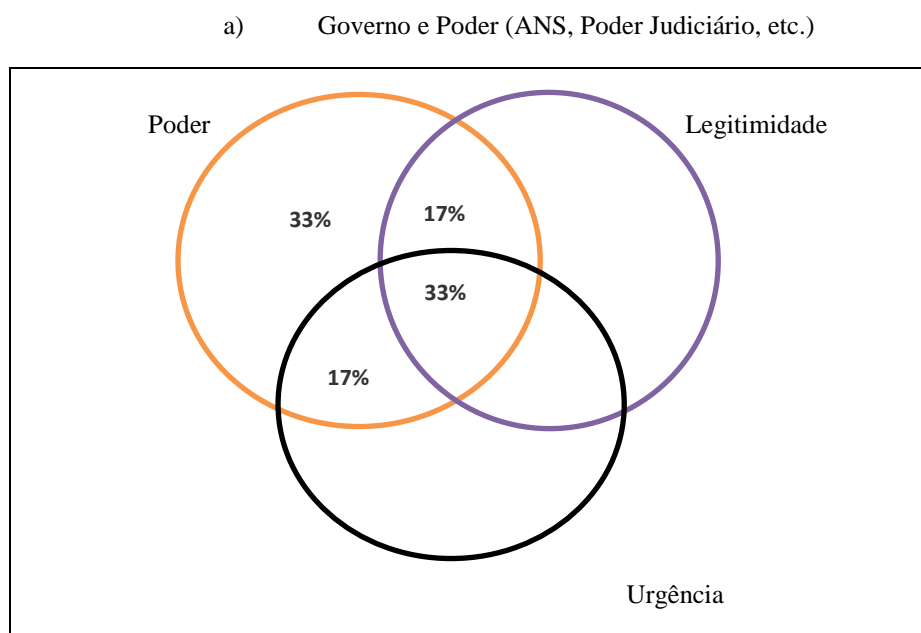 a) Governo e Poder (ANS, Poder Judiciário, etc.)
Poder
Legitimidade
33%
17%
33%
17%
Urgência